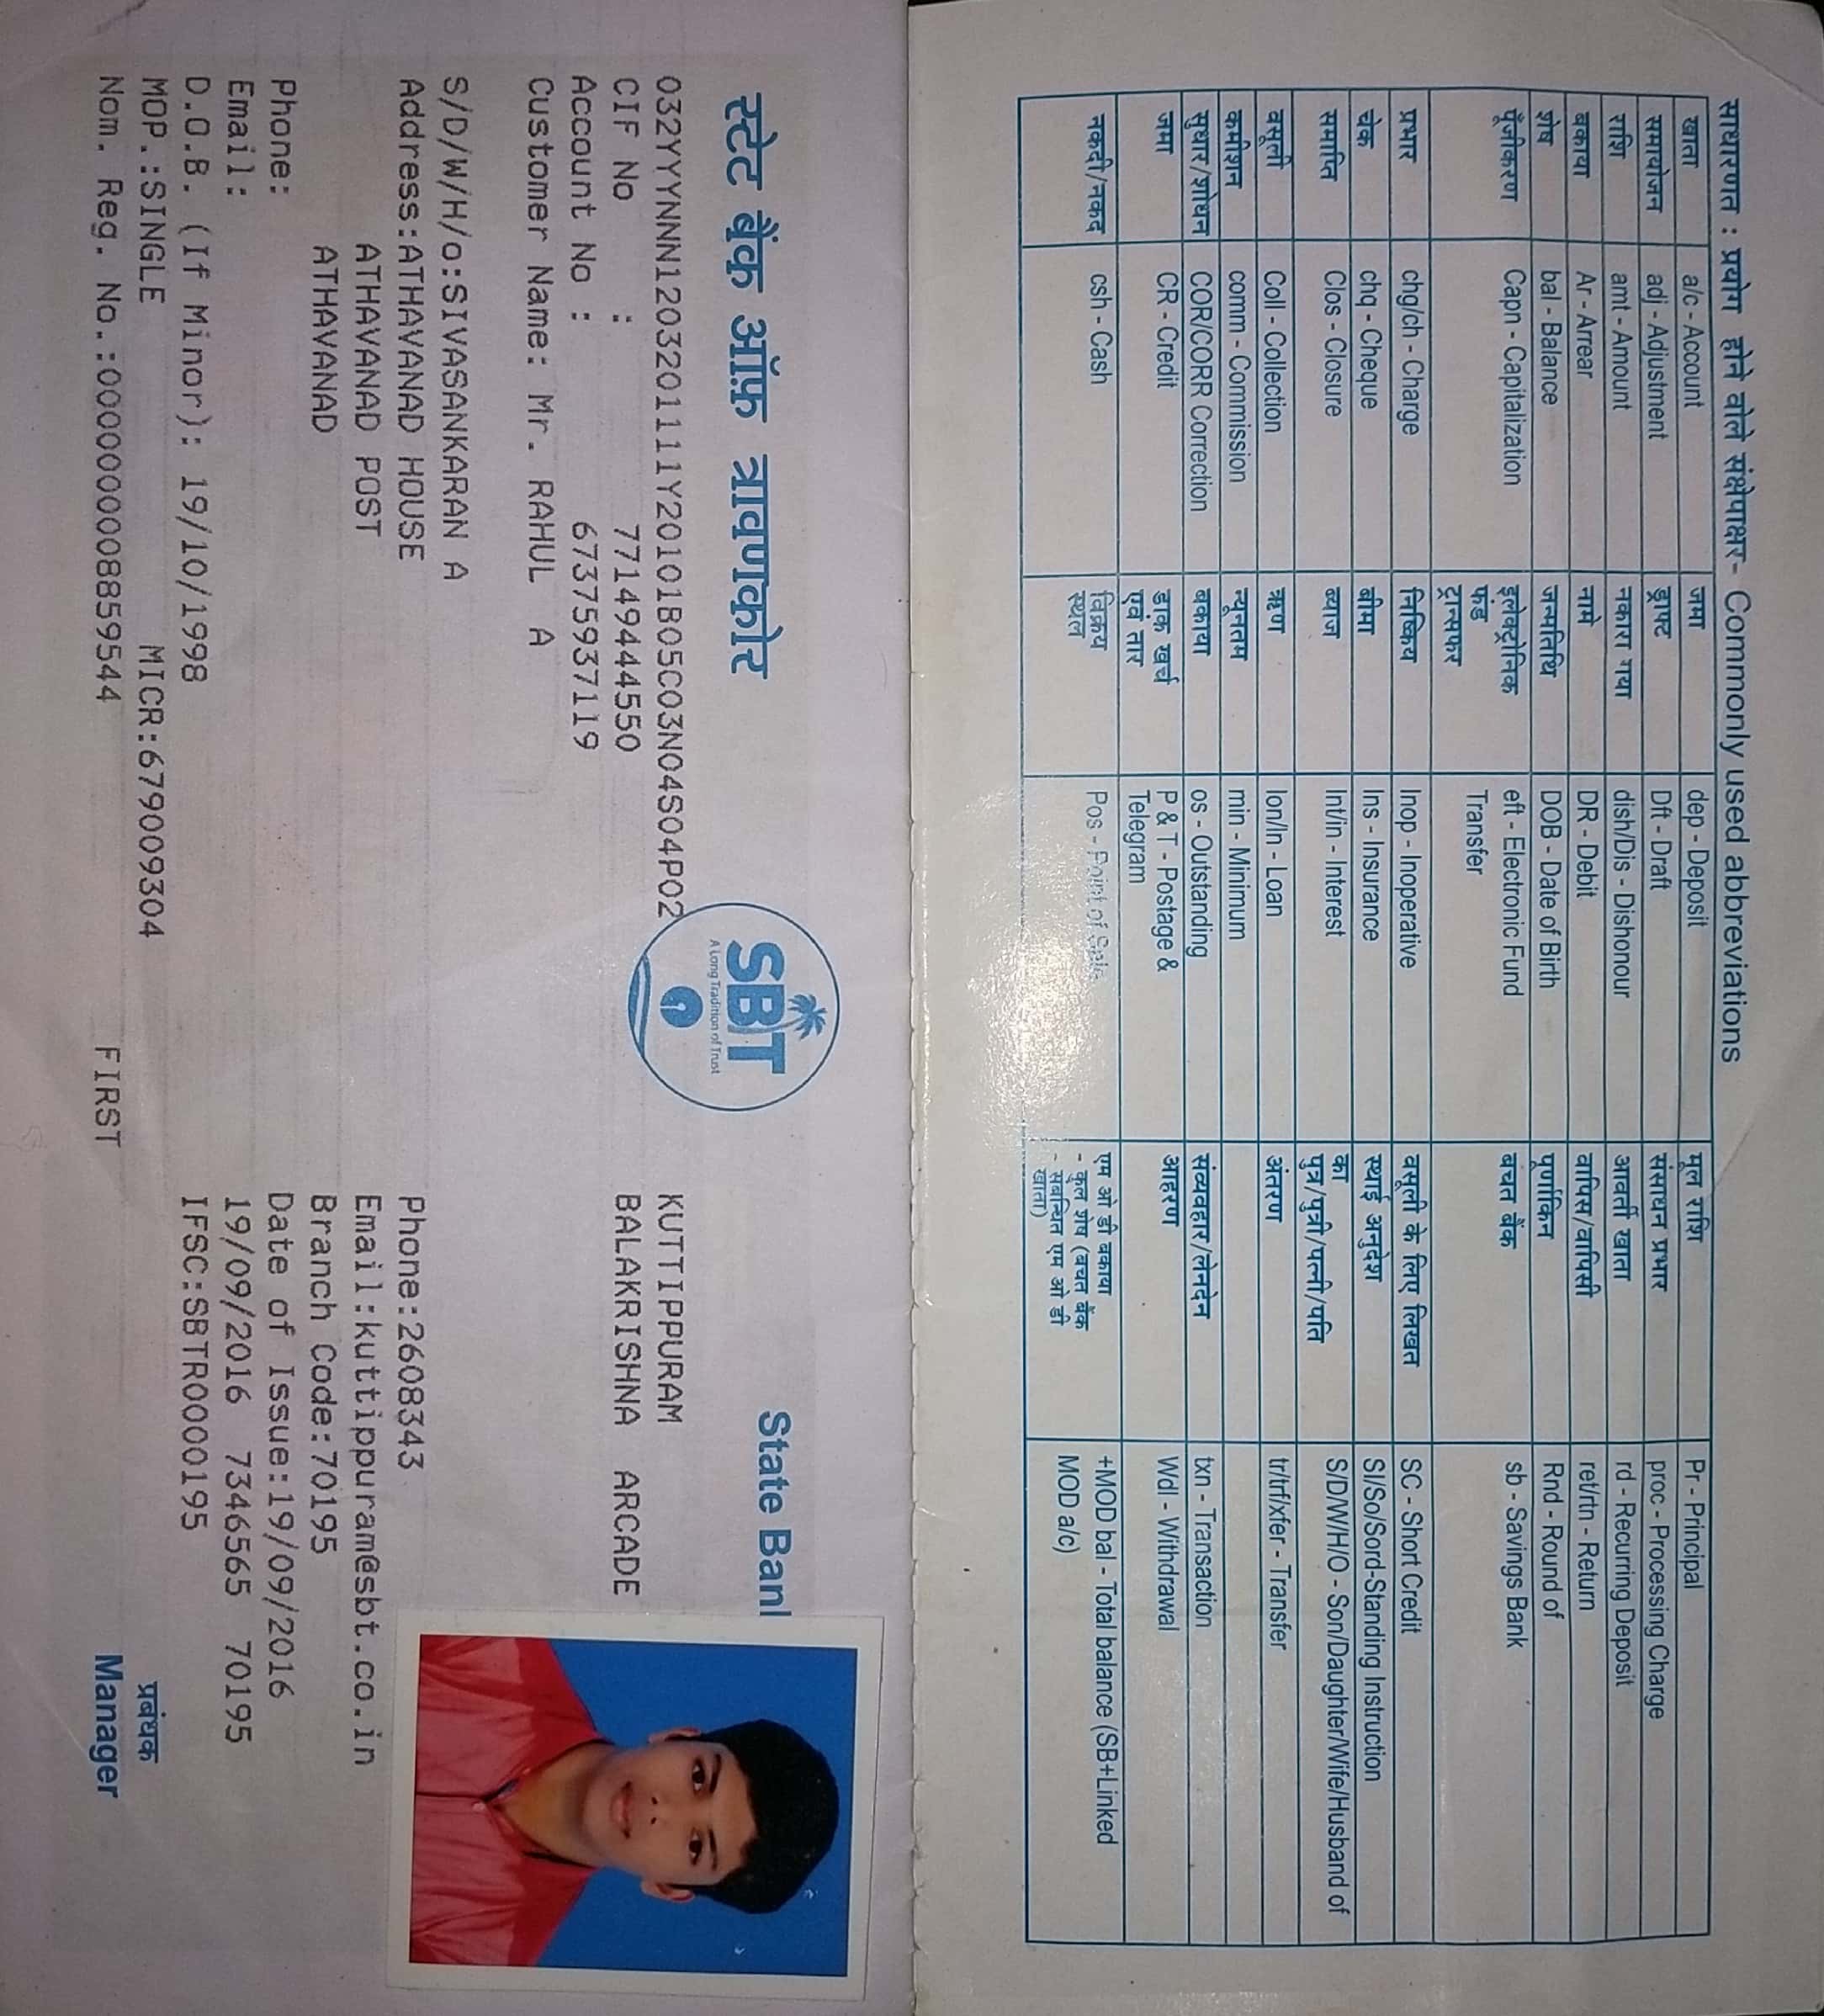 साधारणत : प्रयोग होने वोले संक्षेपाक्षर- Commonly used abbreviations
खाता a/c - Account जमा dep - Deposit मूल राशि Pr - Principal
समायोजन adj - Adjustment ड्राफ्ट Dft - Draft संसाधन प्रभार proc - Processing Charge
राशि amt - Amount नकारा गया dish/Dis - Dishonour आवर्ती खाता rd - Recurring Deposit
बकाया Ar - Arrear नामे DR - Debit वापिस/वापिसी ret/rtn - Return
शेष bal - Balance जन्मतिथि DOB - Date of Birth पूर्णाकिन Rnd - Round of
पूँजीकरण Capn - Capitalization इलेक्ट्रोनिक eft - Electronic Fund बचत बैंक sb - Savings Bank
फंड Transfer
ट्रान्सफर
प्रभार chg/ch - Charge निष्क्रिय Inop - Inoperative वसूली के लिए लिखत SC - Short Credit
चेक chq - Cheque बीमा Ins - Insurance स्थाई अनुदेश SI/So/Sord-Standing Instruction
समाप्ति Clos - Closure ब्याज Int/in - Interest का S/D/W/H/O - Son/Daughter/Wife/Husband of
पुत्र/पुत्री/पत्नी/पति
वसूली Coll - Collection ऋण lon/ln - Loan अंतरण tr/trf/xfer - Transfer
कमीशन comm - Commission न्यूनतम min - Minimum
सुधार/शोधन COR/CORR Correction बकाया os - Outstanding संव्यवहार/लेनदेन txn - Transaction
जमा CR - Credit डाक खर्च P & T - Postage & आहरण Wdl - Withdrawal
एवं तार Telegram
नकदी/नकद csh - Cash विक्रय Pos - Point of Sale एम ओ डी बकाया +MOD bal - Total balance (SB+Linked
स्थल - कुल शेष (बचत बैंक MOD a/c)
- संबन्धित एम ओ डी
खाता)
स्टेट बैंक ऑफ़ त्रावणकोर SBT State Ban
A Long Tradition of Trust
032YYYNNN1203201111Y20101B05C03N04S04P02 KUTTIPPURAM
CIF No : 77149444550 BALAKRISHNA ARCADE
Account No : 67375937119
Customer Name: Mr. RAHUL A
S/D/W/H/o:SIVASANKARAN A
Address:ATHAVANAD HOUSE Phone:2608343
ATHAVANAD POST Email:kuttippuram@sbt.co.in
ATHAVANAD Branch Code:70195
Phone: Date of Issue:19/09/2016
Email: 19/09/2016 7346565 70195
D.O.B. (If Minor): 19/10/1998 IFSC:SBTR0000195
MOP.:SINGLE MICR:679009304 प्रबंधक
Nom. Reg. No.:0000000008859544 FIRST Manager